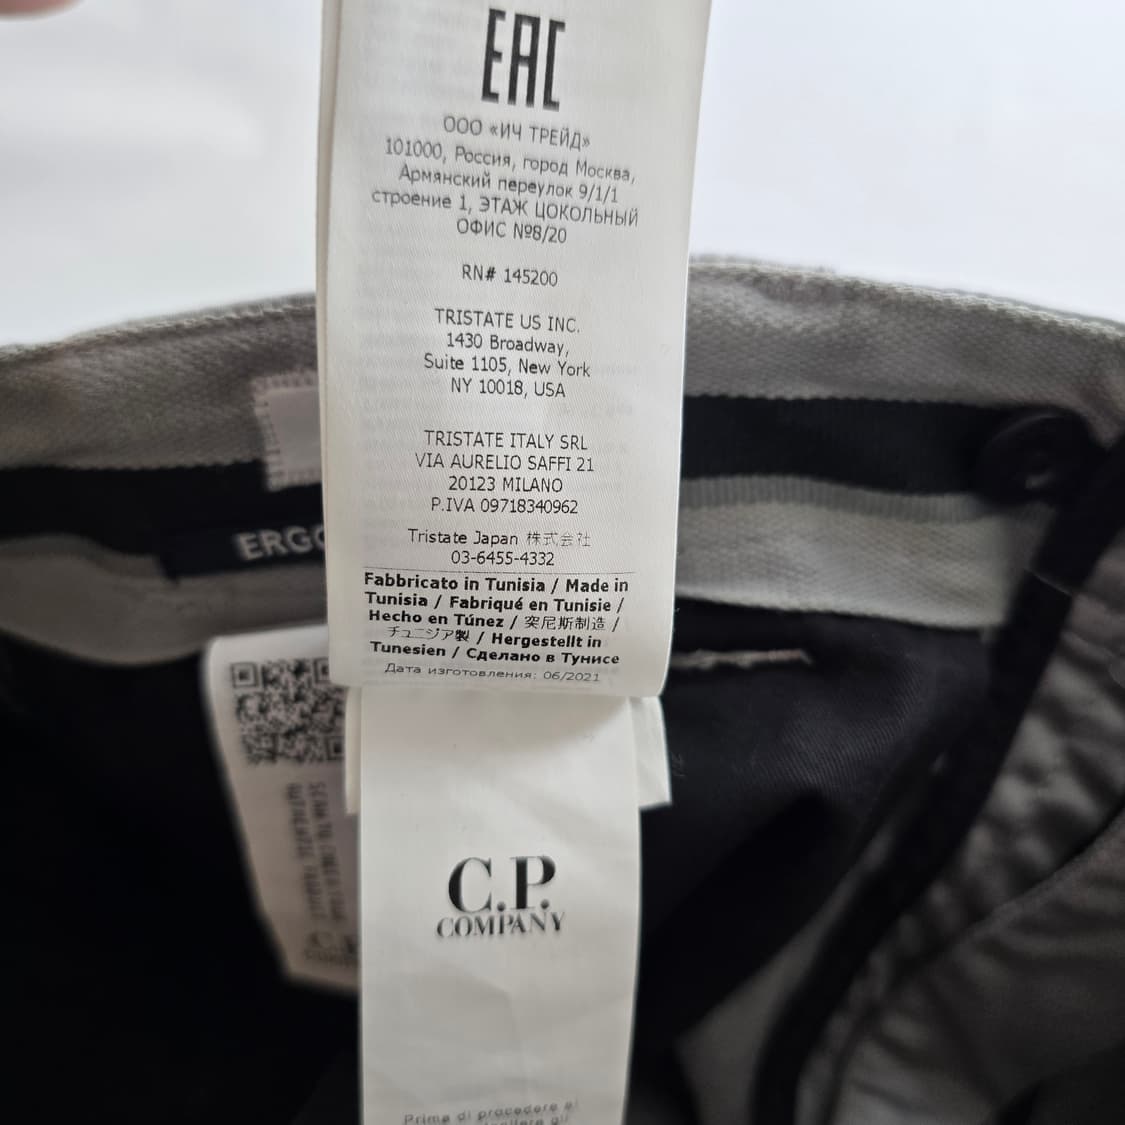 EAC
ООО «ИЧ ТРЕЙД»
101000, Россия, город Москва,
Армянский переулок 9/1/1
строение 1, ЭТАЖ ЦОКОЛЬНЫЙ
ОФИС №8/20
RN# 145200
TRISTATE US INC.
1430 Broadway,
Suite 1105, New York
NY 10018, USA
TRISTATE ITALY SRL
VIA AURELIO SAFFI 21
20123 MILANO
P.IVA 09718340962
Tristate Japan 株式会社
03-6455-4332
Fabbricato in Tunisia / Made in
Tunisia / Fabriqué en Tunisie /
Hecho en Túnez / 突尼斯制造 /
チュニジア製 / Hergestellt in
Tunesien / Сделано в Тунисе
Дата изготовления: 06/2021
ERGO
C.P.
COMPANY
Prima di procedere al